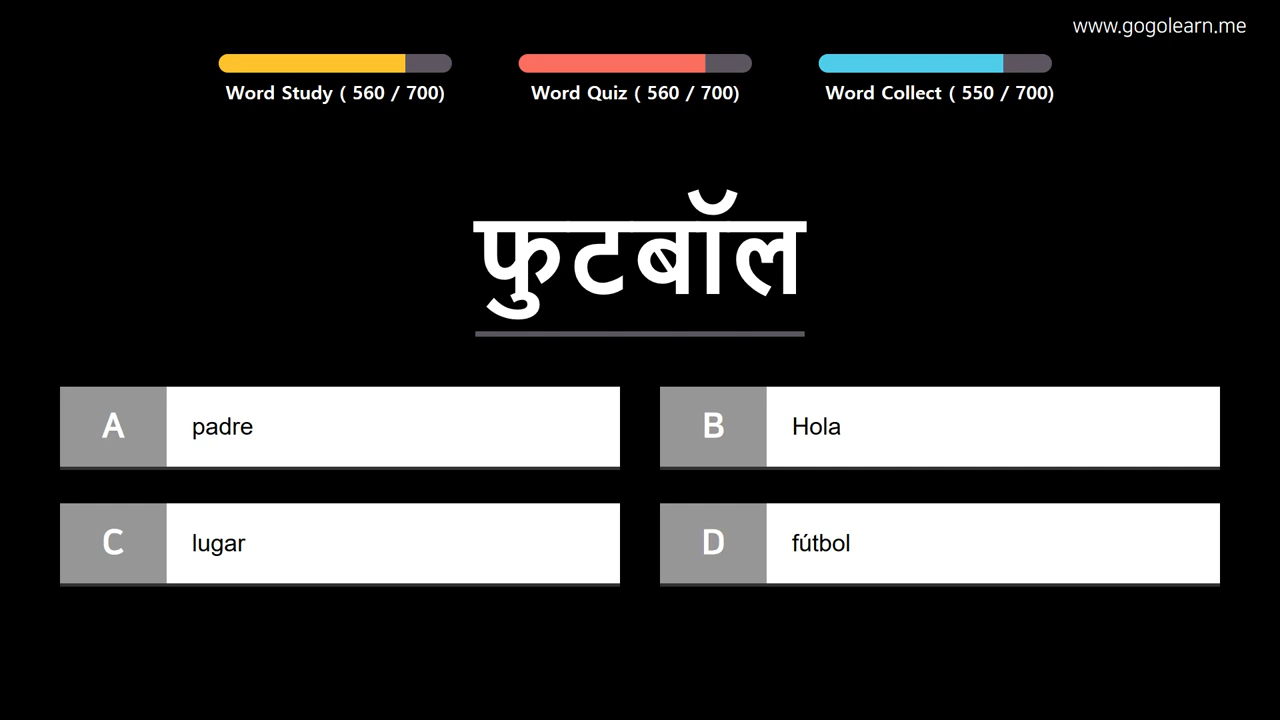 www.gogolearn.me
Word Study ( 560 / 700)
Word Quiz ( 560 / 700)
Word Collect ( 550 / 700)
फुटबॉल
A
padre
B
Hola
C
lugar
D
fútbol